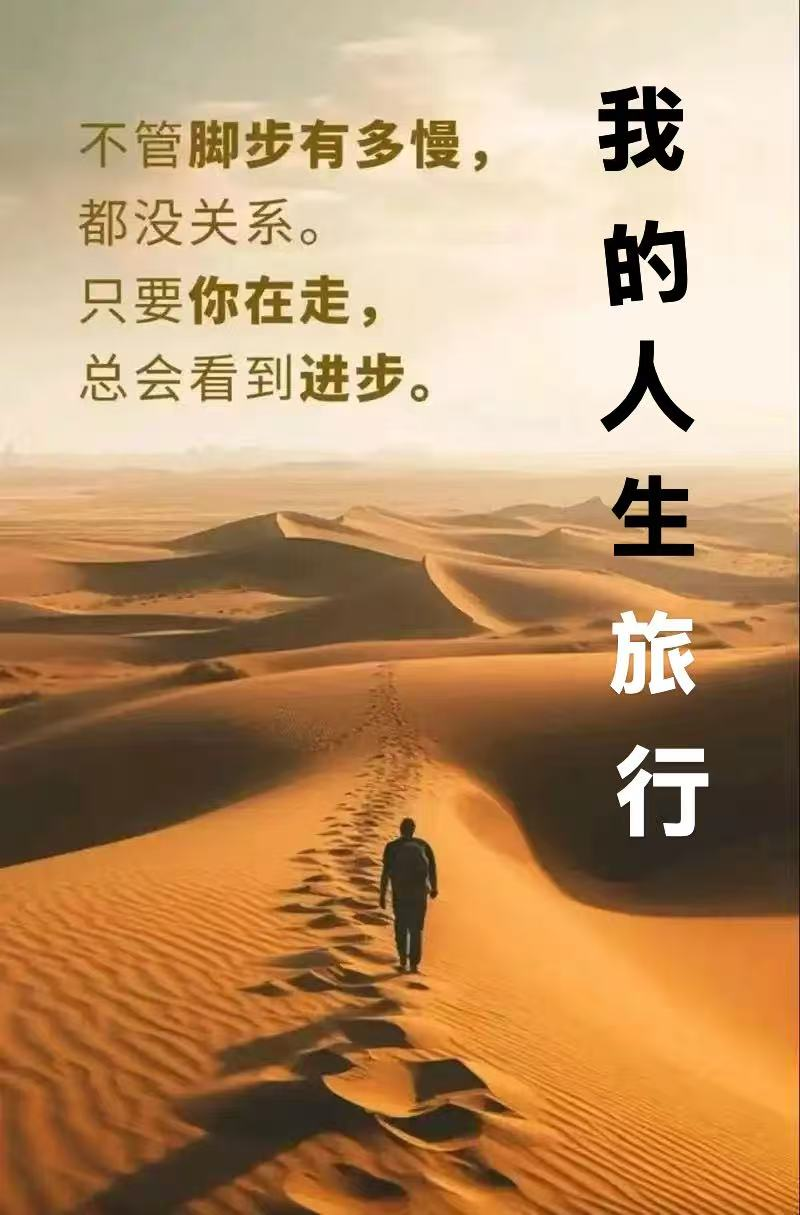 不管脚步有多慢，
都没关系。
只要你在走，
总会看到进步。
我的人生旅行